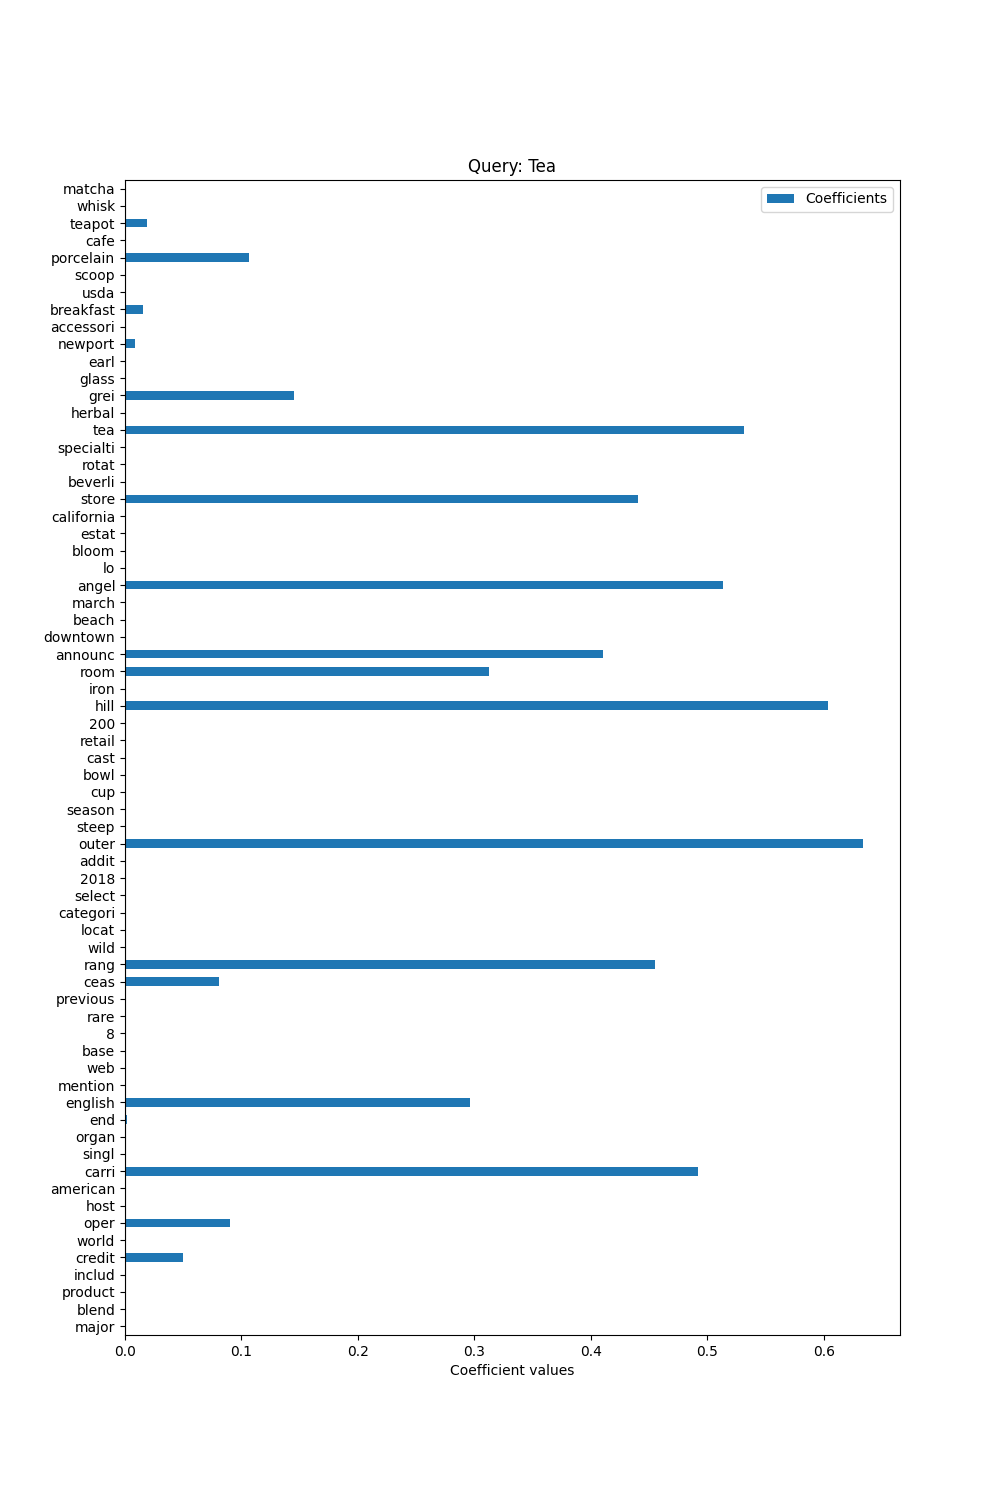 Query: Tea
Coefficients
matcha
whisk
teapot
cafe
porcelain
scoop
usda
breakfast
accessori
newport
earl
glass
grei
herbal
tea
specialti
rotat
beverli
store
california
estat
bloom
lo
angel
march
beach
downtown
announc
room
iron
hill
200
retail
cast
bowl
cup
season
steep
outer
addit
2018
select
categori
locat
wild
rang
ceas
previous
rare
8
base
web
mention
english
end
organ
singl
carri
american
host
oper
world
credit
includ
product
blend
major
0.0 0.1 0.2 0.3 0.4 0.5 0.6
Coefficient values